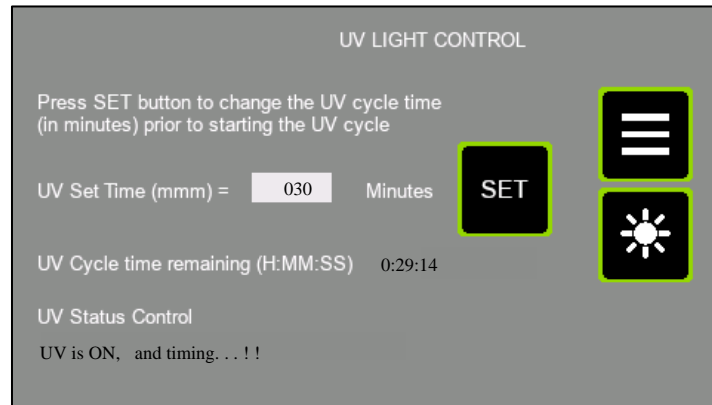 UV LIGHT CONTROL
Press SET button to change the UV cycle time
(in minutes) prior to starting the UV cycle
UV Set Time (mmm) = 030 Minutes SET
UV Cycle time remaining (H:MM:SS) 0:29:14
UV Status Control
UV is ON, and timing. . . ! !